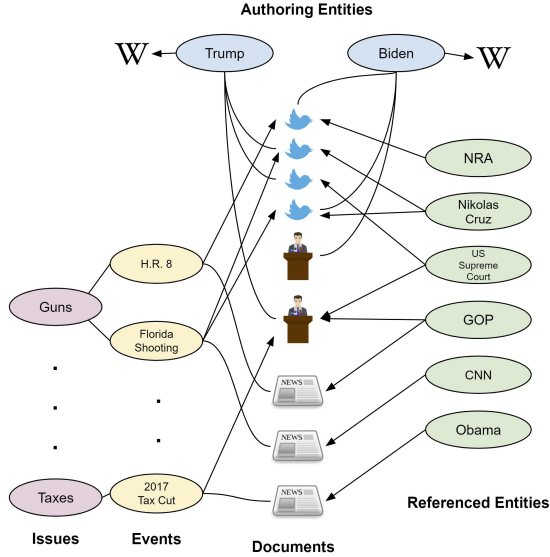 Authoring Entities
W
Trump
Biden
W
NRA
Nikolas
Cruz
US
Supreme
Court
H.R. 8
Guns
GOP
Florida
Shooting
NEWS
CNN
Obama
NEWS
2017
Tax Cut
Taxes
NEWS
Referenced Entities
Issues
Events
Documents